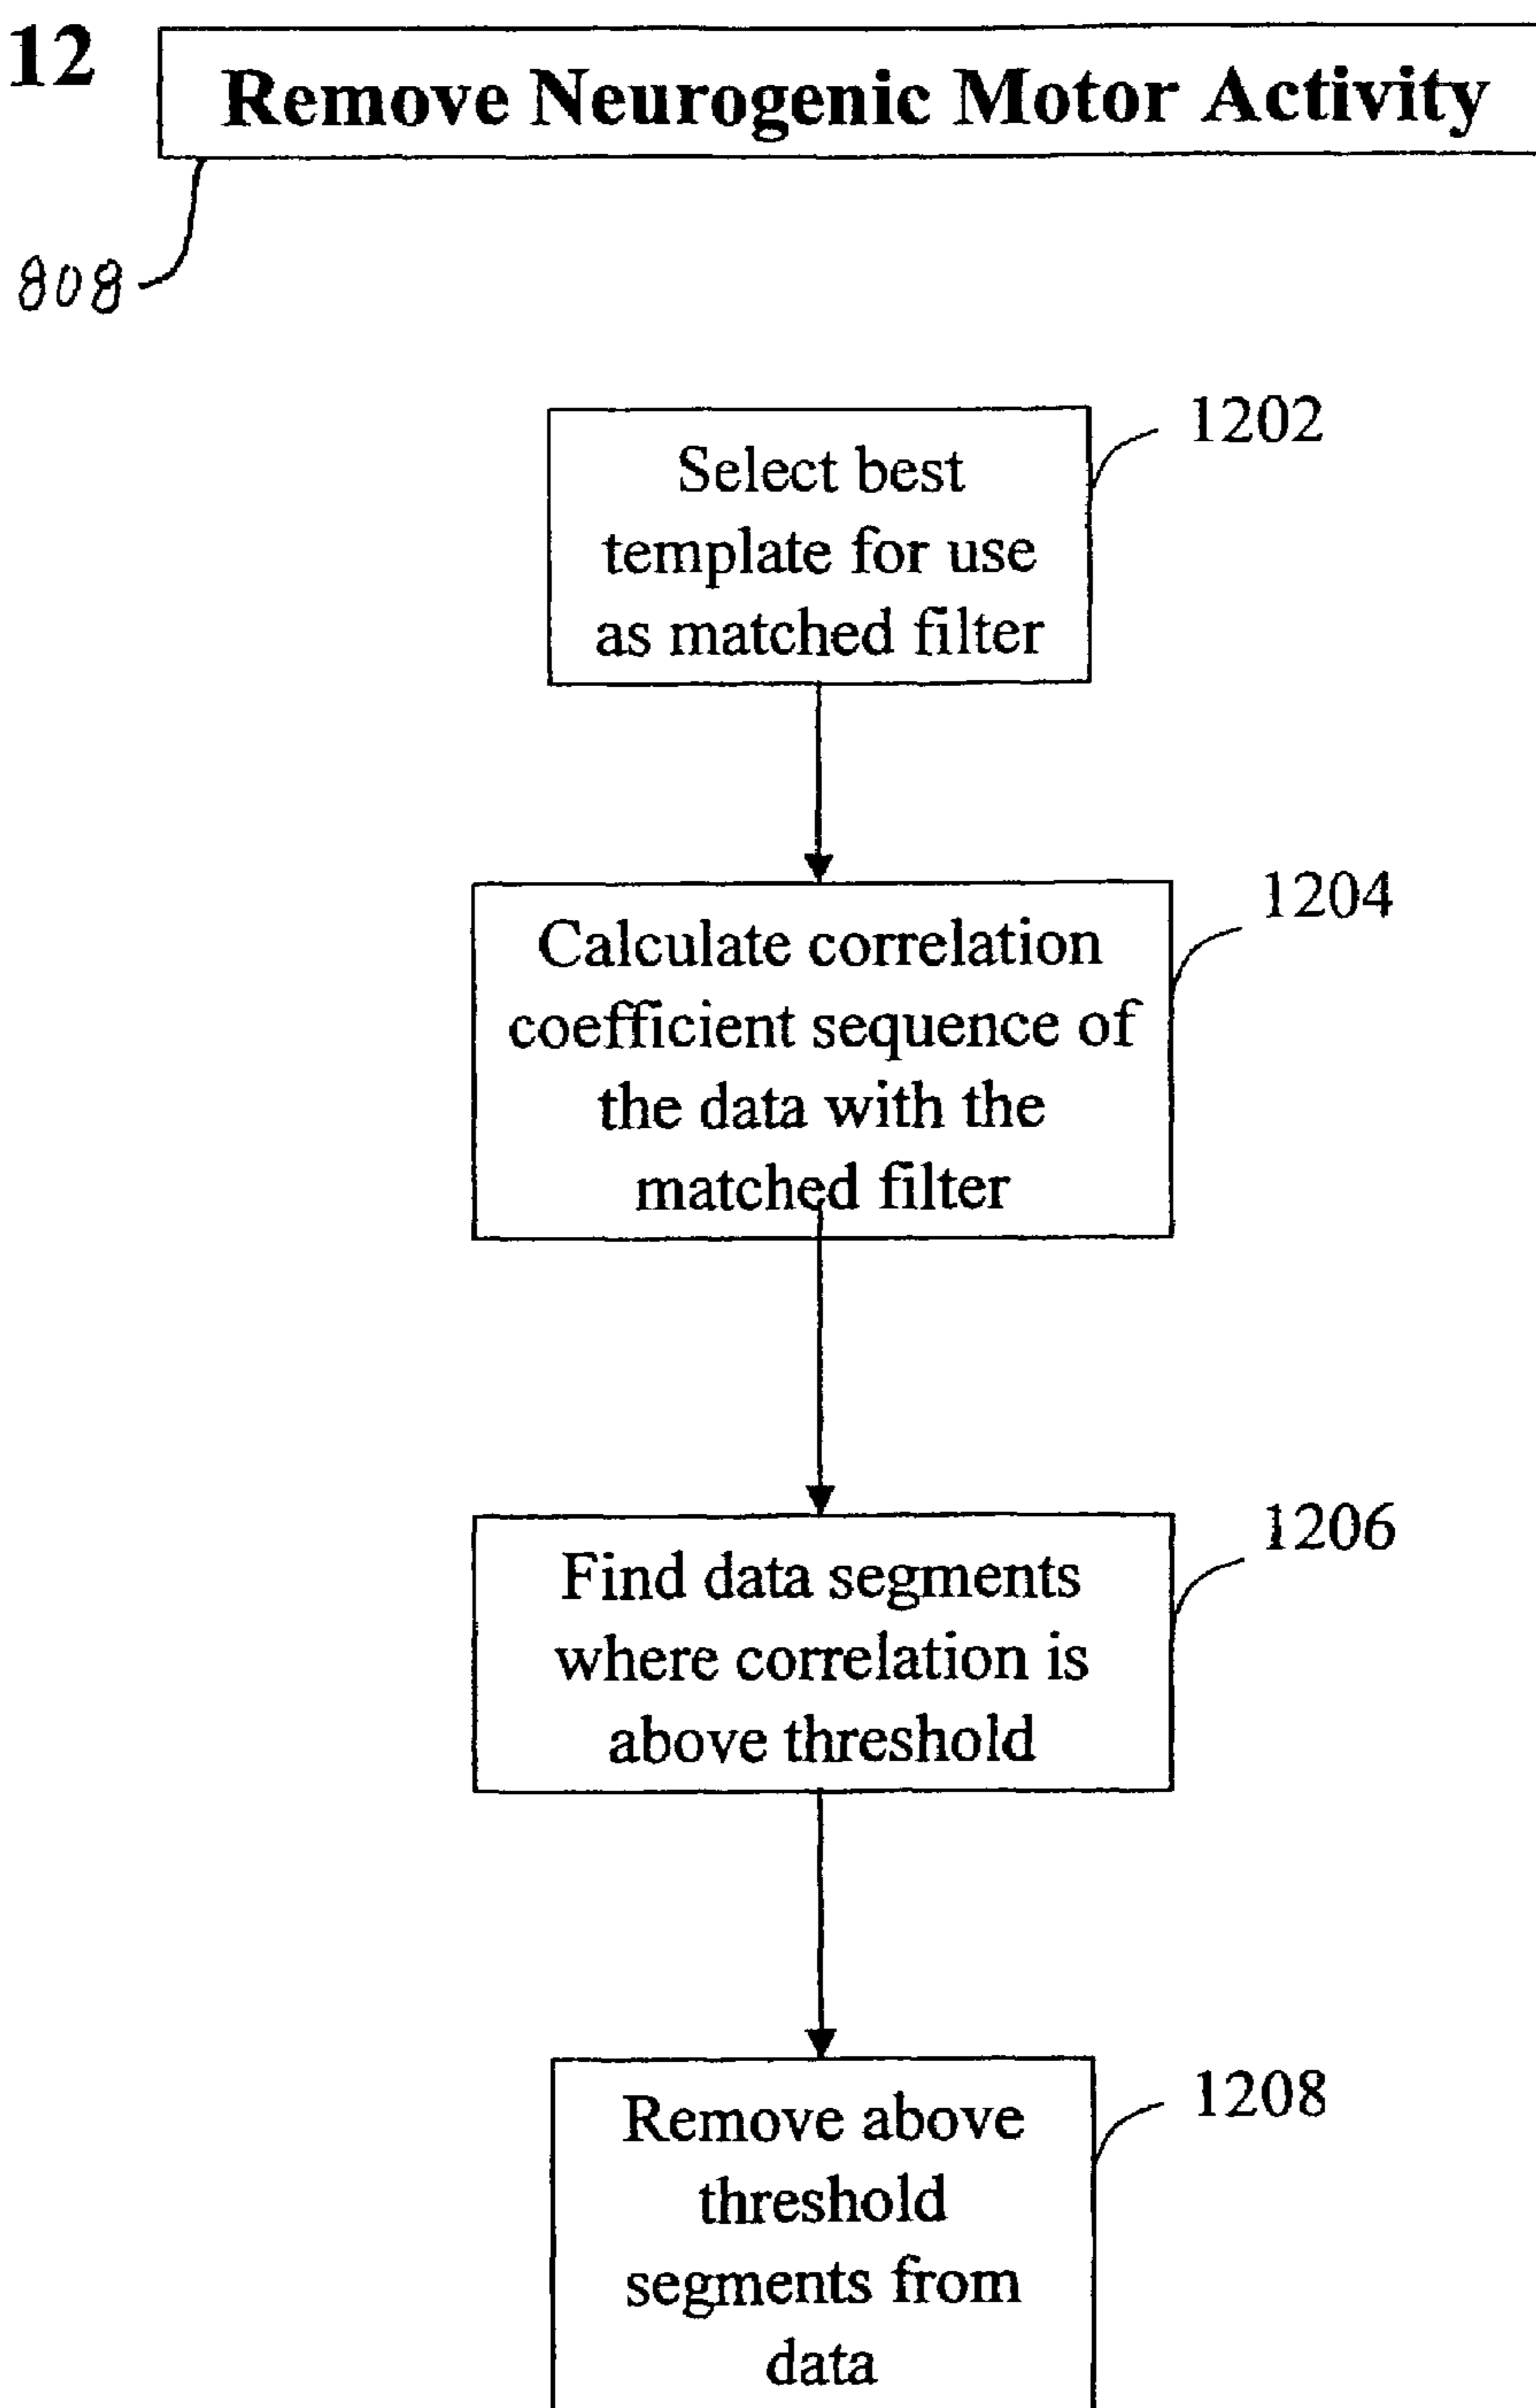 12
Remove Neurogenic Motor Activity
808
1202
Select best
template for use
as matched filter
1204
Calculate correlation
coefficient sequence of
the data with the
matched filter
1206
Find data segments
where correlation is
above threshold
1208
Remove above
threshold
segments from
data